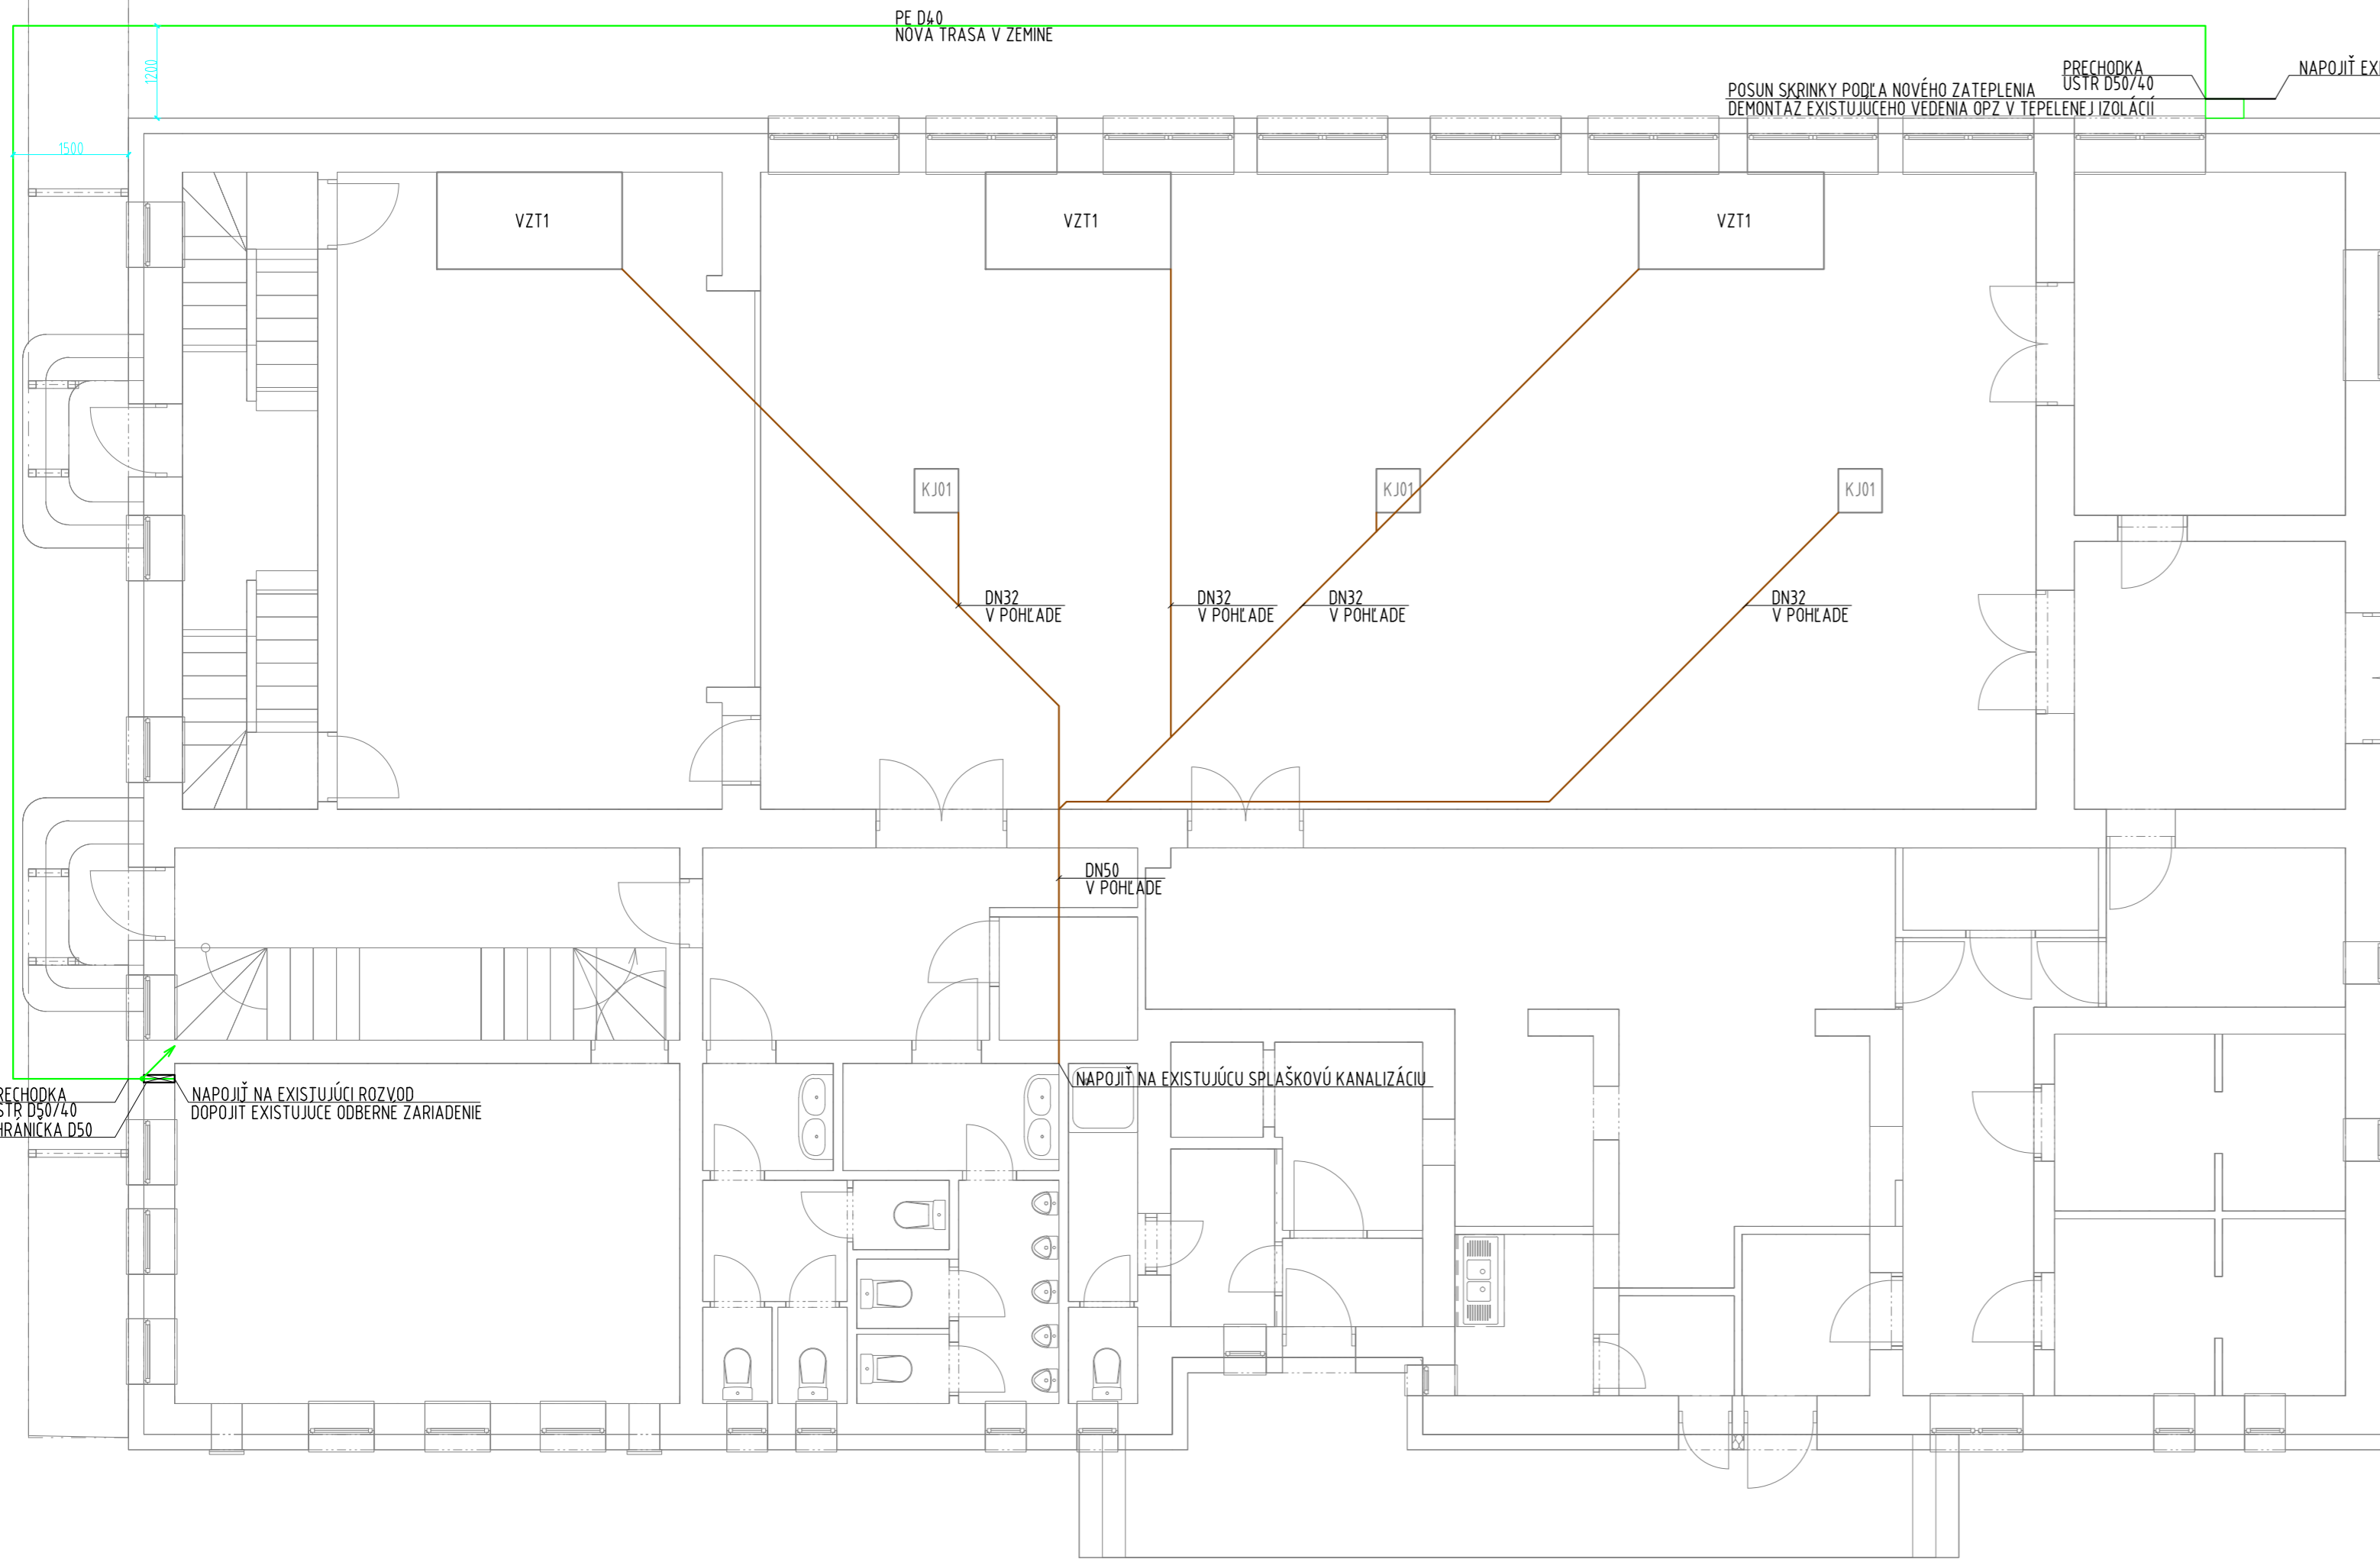 PE D40
NOVÁ TRASA V ZEMINE
1200
PRECHODKA
USTR D50/40
NAPOJIŤ EXI
POSUN SKRINKY PODĽA NOVÉHO ZATEPLENIA
DEMONTÁŽ EXISTUJÚCEHO VEDENIA OPZ V TEPELENEJ IZOLÁCIÍ
1500
VZT1
VZT1
VZT1
KJ01
KJ01
KJ01
DN32
V POHĽADE
DN32
V POHĽADE
DN32
V POHĽADE
DN32
V POHĽADE
DN50
V POHĽADE
NAPOJIŤ NA EXISTUJÚCU SPLAŠKOVÚ KANALIZÁCIU
RECHODKA
STR D50/40
HRÁNIČKA D50
NAPOJIŤ NA EXISTUJÚCI ROZVOD
DOPOJIŤ EXISTUJÚCE ODBERNÉ ZARIADENIE